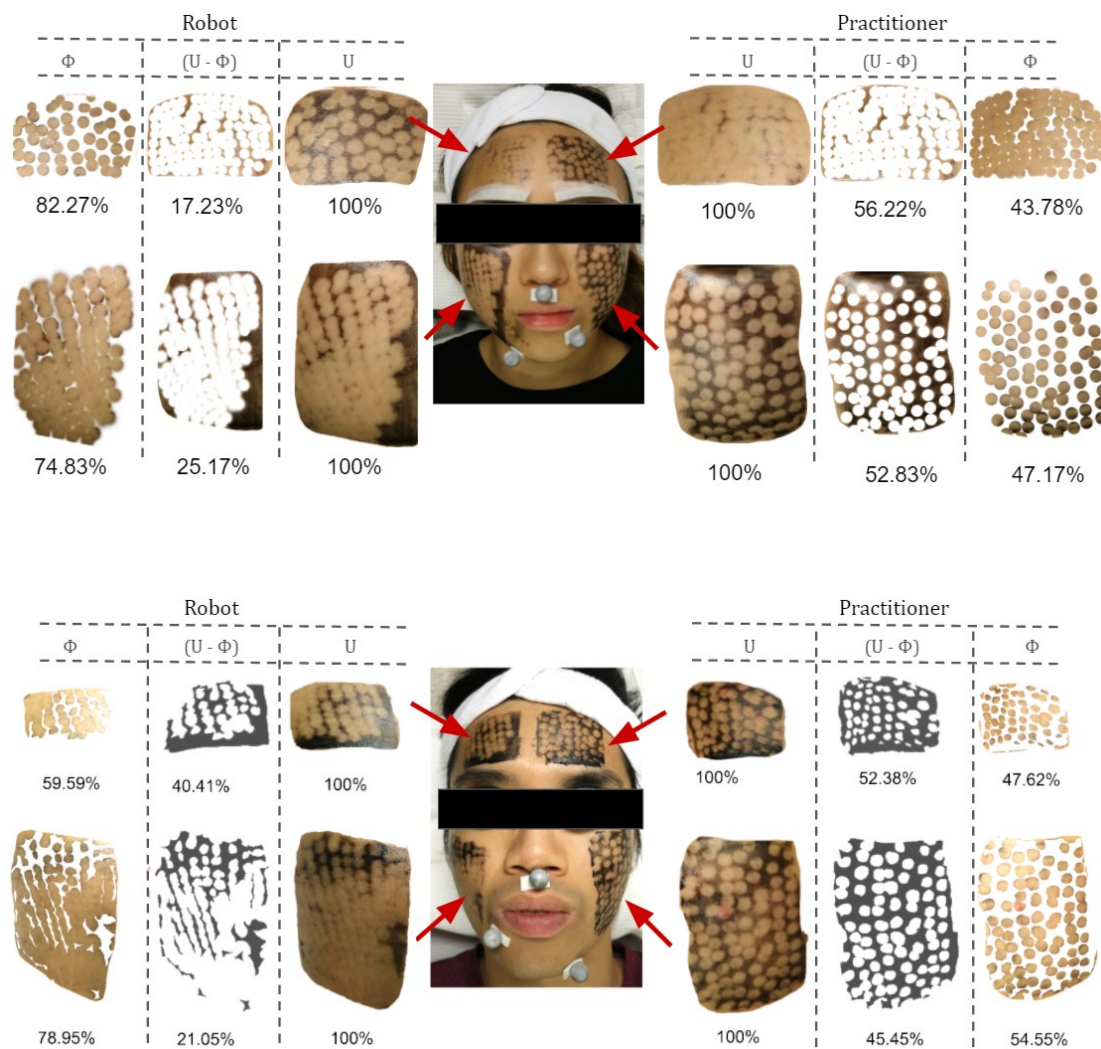 Robot Practitioner
Φ (U - Φ) U U (U - Φ) Φ
82.27% 17.23% 100% 100% 56.22% 43.78%
74.83% 25.17% 100% 100% 52.83% 47.17%
Robot Practitioner
Φ (U - Φ) U U (U - Φ) Φ
59.59% 40.41% 100% 100% 52.38% 47.62%
78.95% 21.05% 100% 100% 45.45% 54.55%